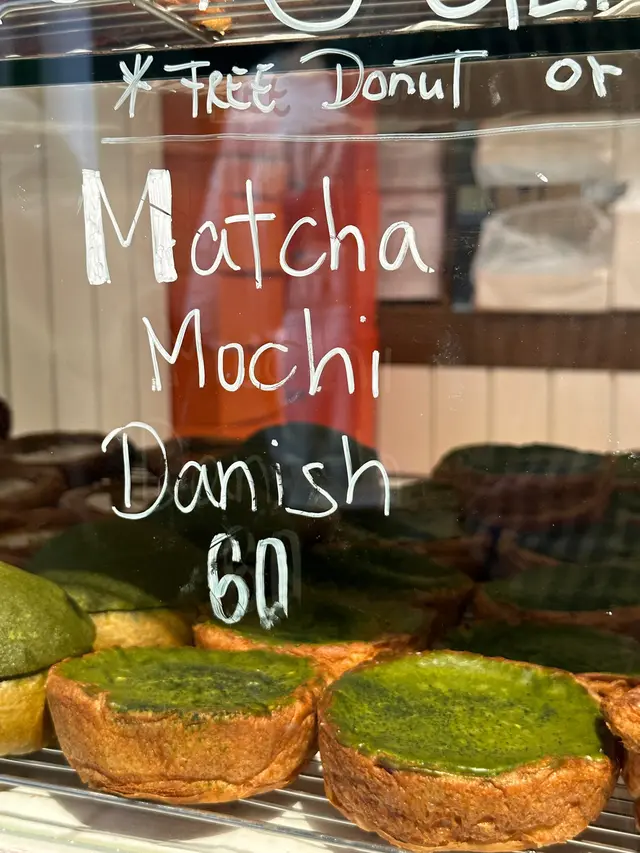 * FREE Donut or
Matcha
Mochi
Danish
60